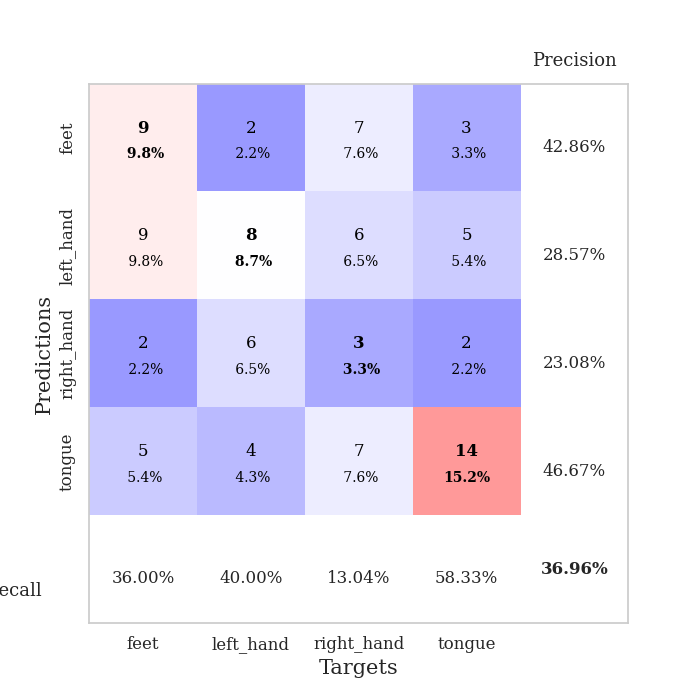 Precision
feet
9 2 7 3
9.8% 2.2% 7.6% 3.3% 42.86%
left_hand
9 8 6 5
9.8% 8.7% 6.5% 5.4% 28.57%
Predictions
right_hand
2 6 3 2
2.2% 6.5% 3.3% 2.2% 23.08%
tongue
5 4 7 14
5.4% 4.3% 7.6% 15.2% 46.67%
ecall
36.00% 40.00% 13.04% 58.33% 36.96%
feet left_hand right_hand tongue
Targets